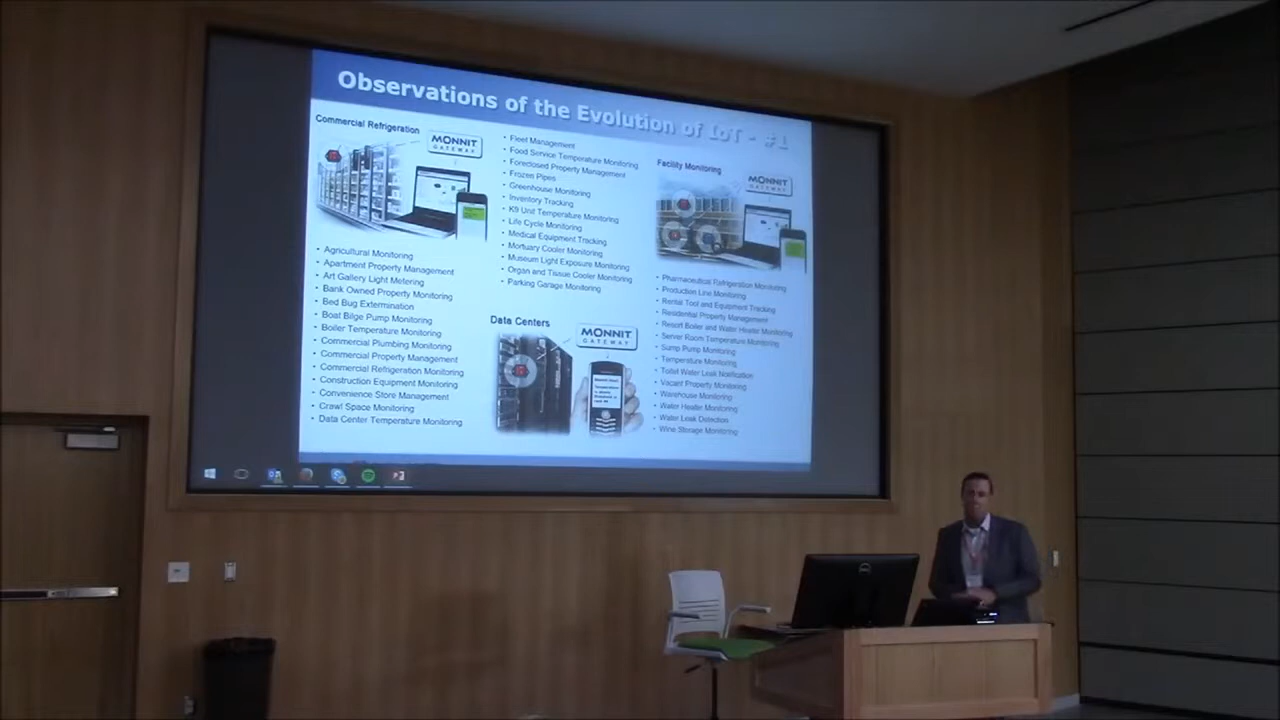 Observations of the Evolution of IoT - #1
Commercial Refrigeration
MONNIT
GATEWAY
• Agricultural Monitoring
• Apartment Property Management
• Art Gallery Light Metering
• Bank Owned Property Monitoring
• Bed Bug Extermination
• Boat Bilge Pump Monitoring
• Boiler Temperature Monitoring
• Commercial Plumbing Monitoring
• Commercial Property Management
• Commercial Refrigeration Monitoring
• Construction Equipment Monitoring
• Convenience Store Management
• Crawl Space Monitoring
• Data Center Temperature Monitoring
• Fleet Management
• Food Service Temperature Monitoring
• Foreclosed Property Management
• Frozen Pipes
• Greenhouse Monitoring
• Inventory Tracking
• K9 Unit Temperature Monitoring
• Life Cycle Monitoring
• Medical Equipment Tracking
• Mortuary Cooler Monitoring
• Museum Light Exposure Monitoring
• Organ and Tissue Cooler Monitoring
• Parking Garage Monitoring
Data Centers
MONNIT
GATEWAY
Facility Monitoring
MONNIT
GATEWAY
• Pharmaceutical Refrigeration Monitoring
• Production Line Monitoring
• Rental Tool and Equipment Tracking
• Residential Property Management
• Resort Boiler and Water Heater Monitoring
• Server Room Temperature Monitoring
• Sump Pump Monitoring
• Temperature Monitoring
• Toilet Water Leak Notification
• Vacant Property Monitoring
• Warehouse Monitoring
• Water Heater Monitoring
• Water Leak Detection
• Wine Storage Monitoring
DELL